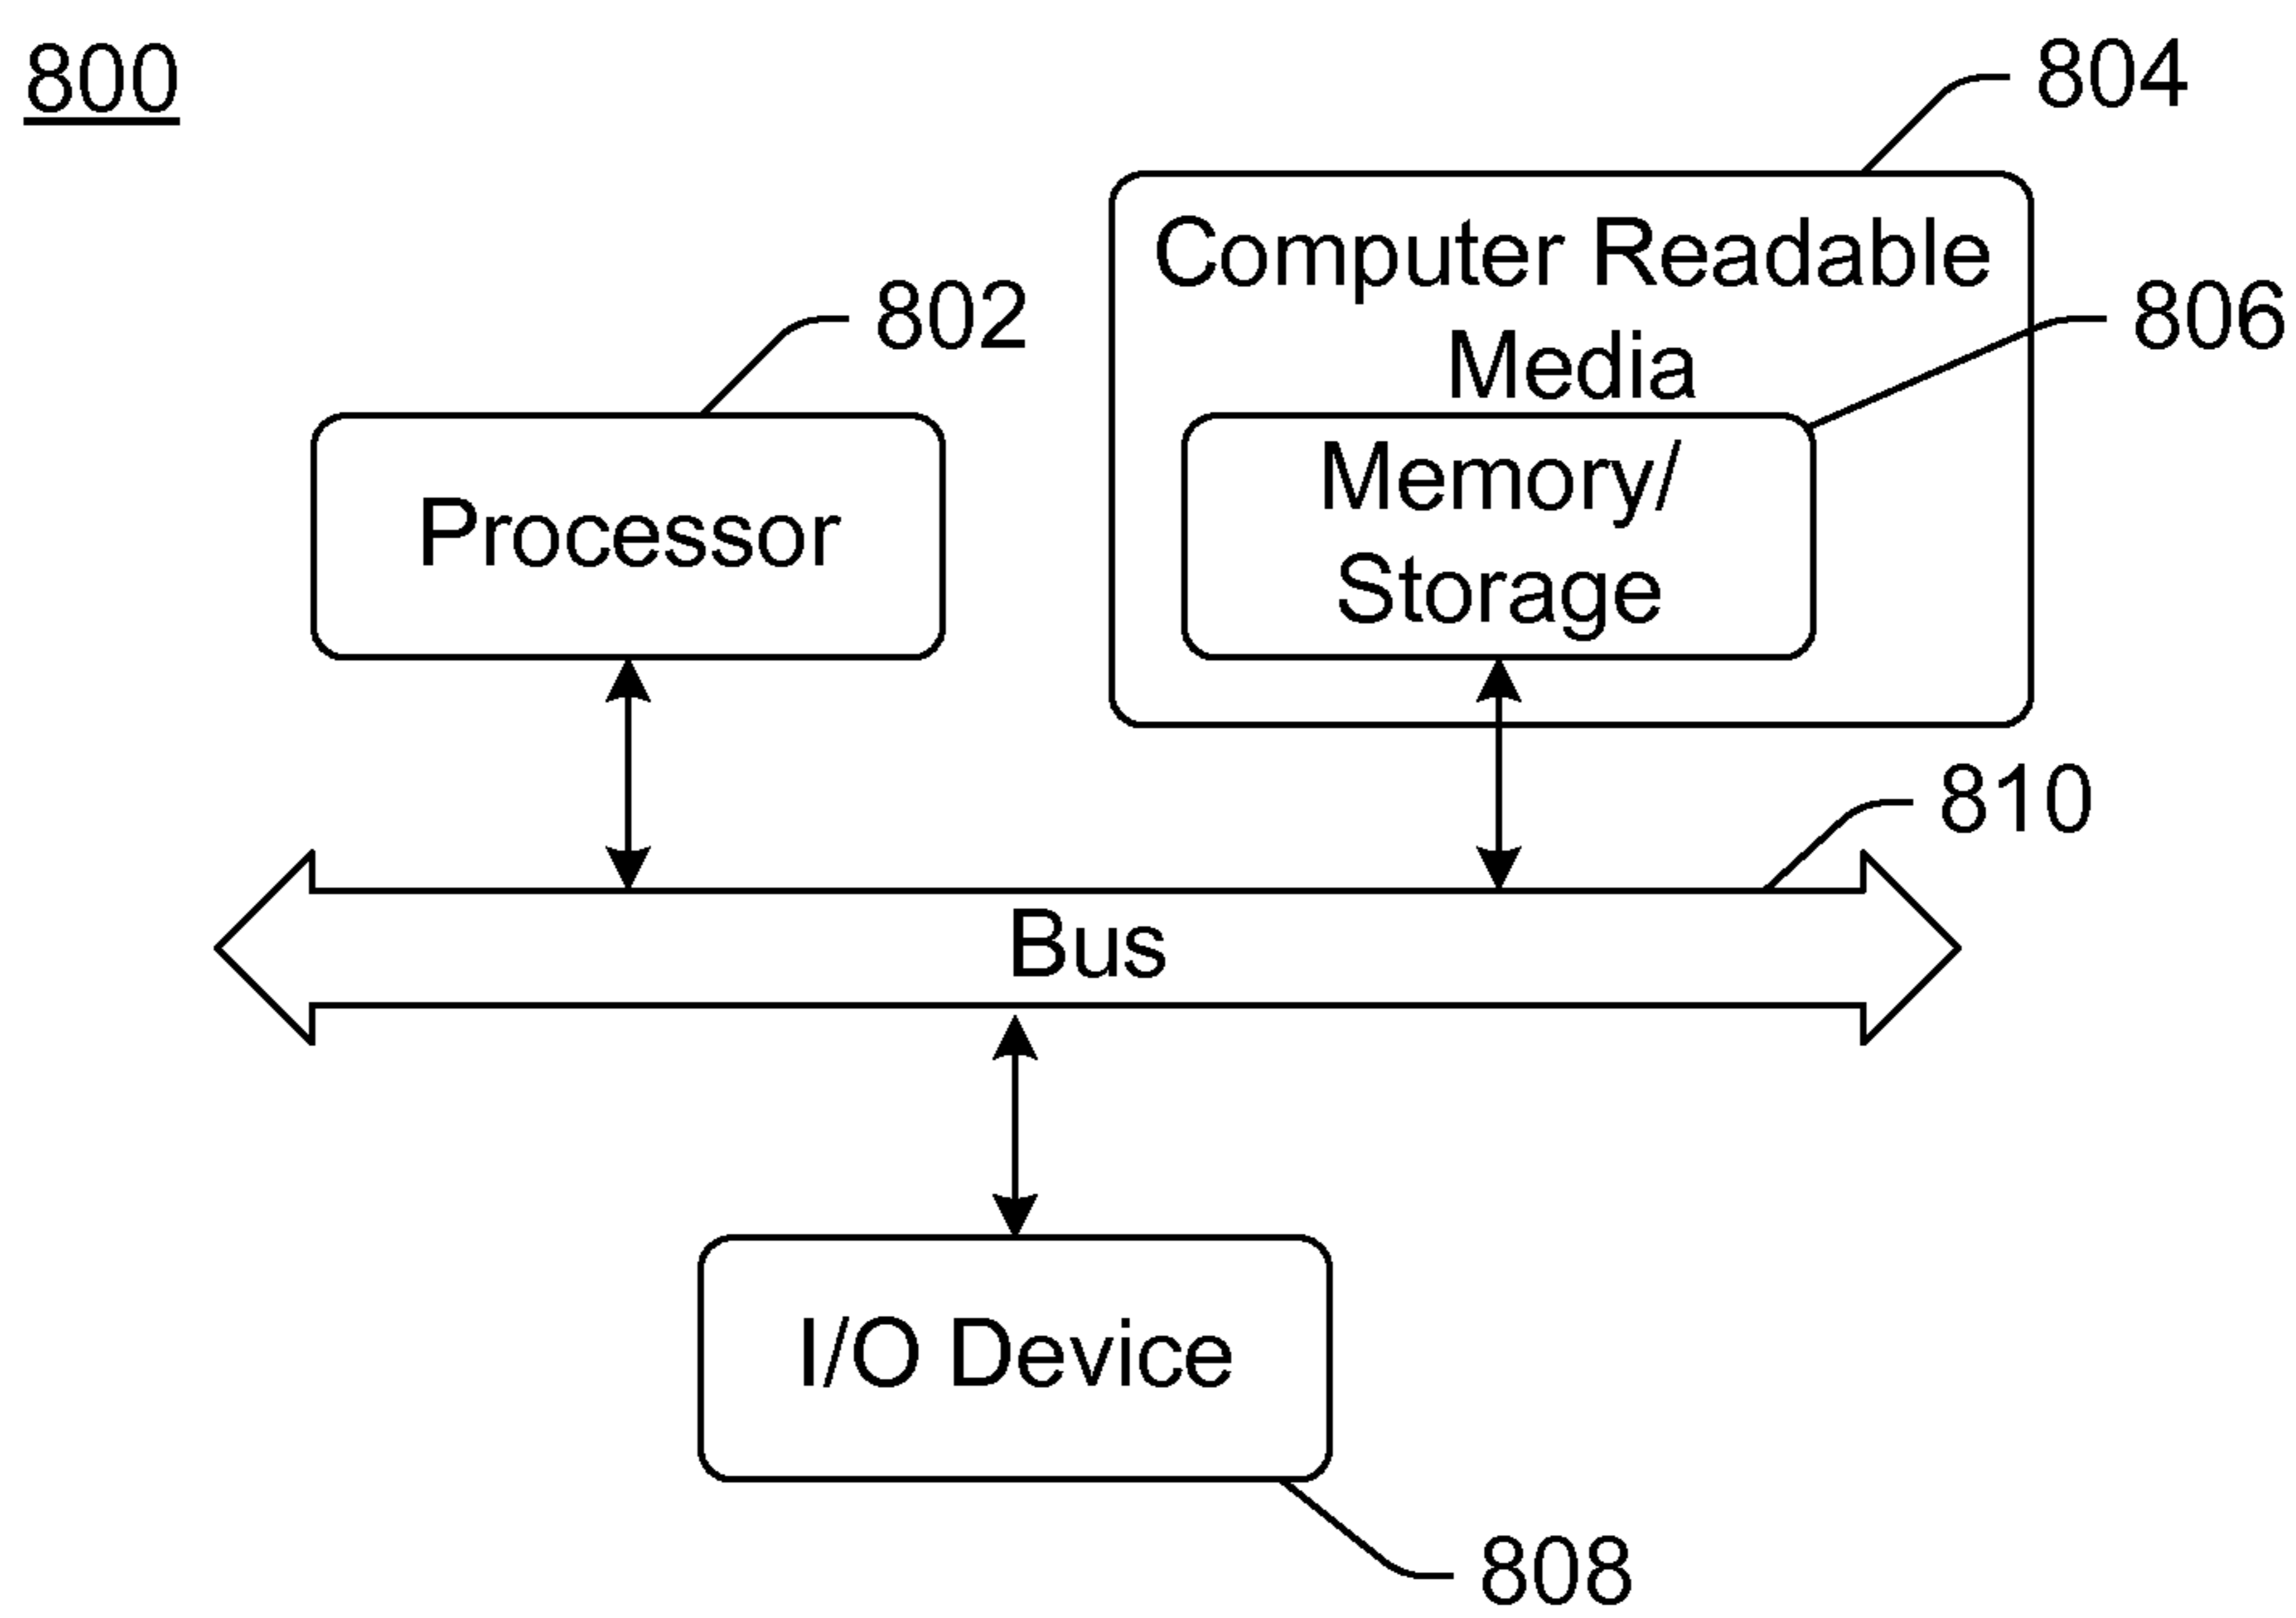 800
804
Computer Readable
Media
806
802
Memory/
Storage
Processor
810
Bus
I/O Device
808